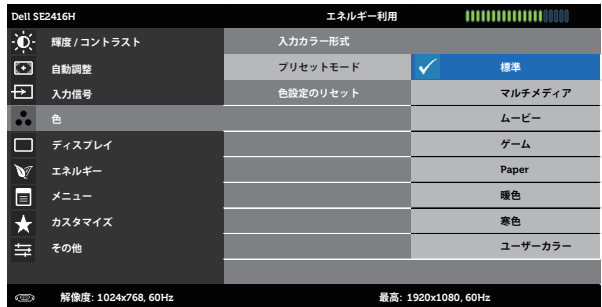 Dell SE2416H エネルギー利用
輝度 / コントラスト 入力カラー形式
自動調整 プリセットモード 標準
入力信号 色設定のリセット マルチメディア
色 ムービー
ディスプレイ ゲーム
エネルギー Paper
メニュー 暖色
カスタマイズ 寒色
その他 ユーザーカラー
解像度: 1024x768, 60Hz 最高: 1920x1080, 60Hz